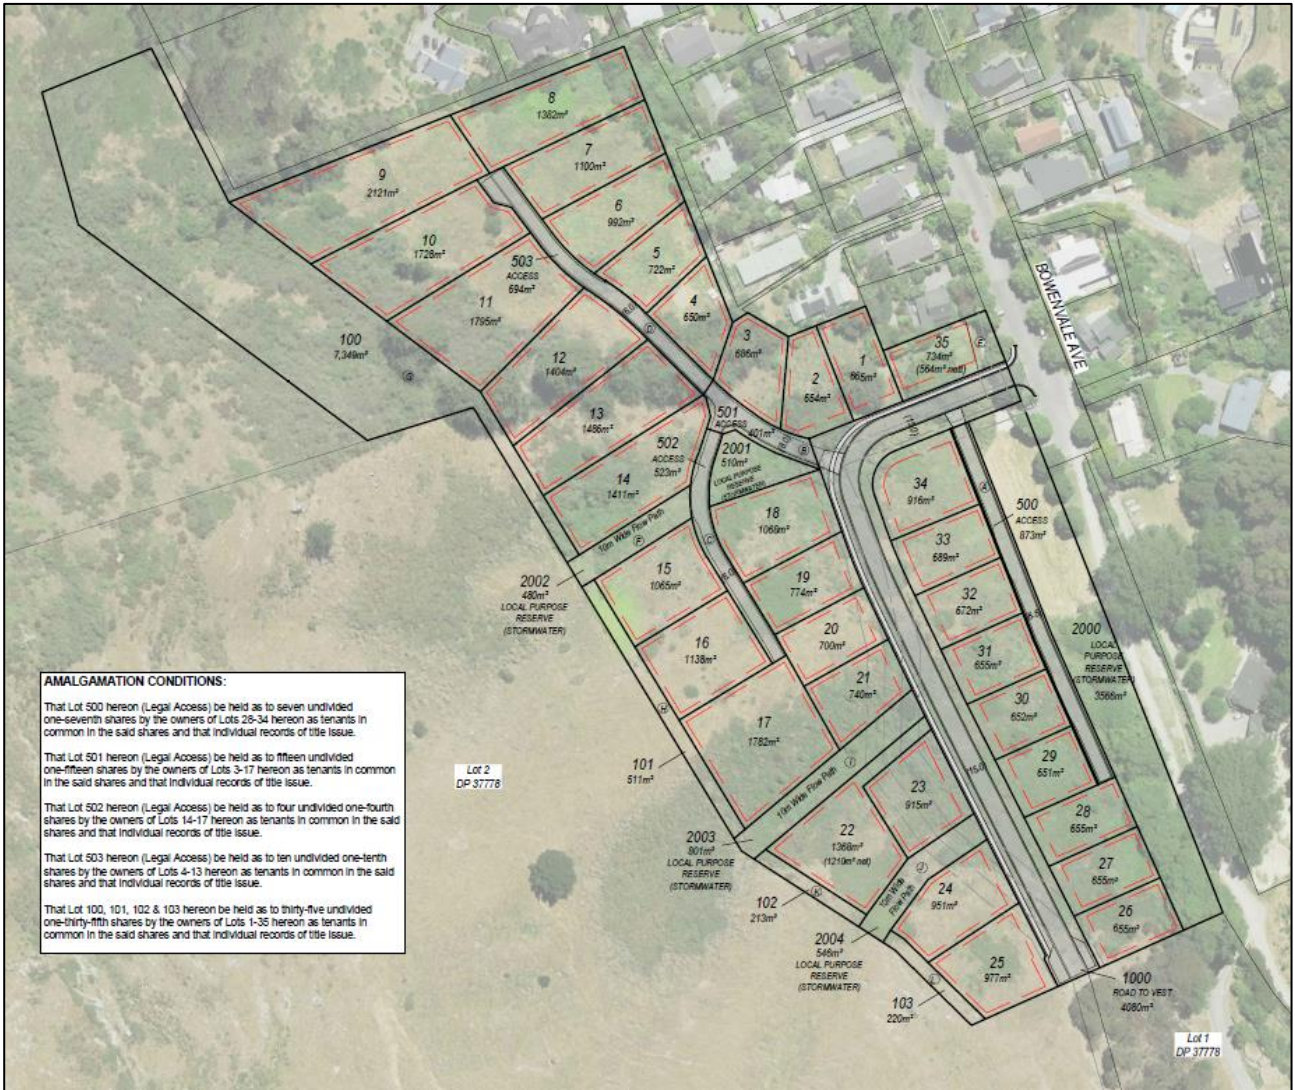 8
1382m²
7
1100m²
9
2121m²
6
992m²
10
1728m²
5
722m²
503
ACCESS
694m²
4
650m²
11
1795m²
BOWENVALE AVE
(6.0)
D
100
7,349m²
G
3
686m²
35
734m²
(564m² nett)
E
1
665m²
2
654m²
12
1404m²
13
1486m²
501
ACCESS
401m²
(6.0)
B
(15.0)
502
ACCESS
523m²
2001
510m²
LOCAL PURPOSE
RESERVE
(STORMWATER)
14
1411m²
34
916m²
A
500
ACCESS
873m²
18
1068m²
10m Wide Flow Path
F
C
33
689m²
15
1065m²
19
774m²
2002
480m²
LOCAL PURPOSE
RESERVE
(STORMWATER)
32
672m²
2000
LOCAL
PURPOSE
RESERVE
(STORMWATER)
3566m²
16
1138m²
20
700m²
31
655m²
21
740m²
30
652m²
H
17
1782m²
29
651m²
101
511m²
10m Wide Flow Path
I
(15.0)
23
915m²
28
655m²
22
1368m²
(1219m² net)
2003
801m²
LOCAL PURPOSE
RESERVE
(STORMWATER)
27
655m²
J
10m Wide
Flow Path
24
951m²
K
102
213m²
26
655m²
2004
546m²
LOCAL PURPOSE
RESERVE
(STORMWATER)
25
977m²
L
103
220m²
1000
ROAD TO VEST
4080m²
Lot 2
DP 37778
Lot 1
DP 37778
AMALGAMATION CONDITIONS:
That Lot 500 hereon (Legal Access) be held as to seven undivided
one-seventh shares by the owners of Lots 28-34 hereon as tenants in
common in the said shares and that individual records of title issue.
That Lot 501 hereon (Legal Access) be held as to fifteen undivided
one-fifteen shares by the owners of Lots 3-17 hereon as tenants in common
in the said shares and that individual records of title issue.
That Lot 502 hereon (Legal Access) be held as to four undivided one-fourth
shares by the owners of Lots 14-17 hereon as tenants in common in the said
shares and that individual records of title issue.
That Lot 503 hereon (Legal Access) be held as to ten undivided one-tenth
shares by the owners of Lots 4-13 hereon as tenants in common in the said
shares and that individual records of title issue.
That Lot 100, 101, 102 & 103 hereon be held as to thirty-five undivided
one-thirty-fifth shares by the owners of Lots 1-35 hereon as tenants in
common in the said shares and that individual records of title issue.